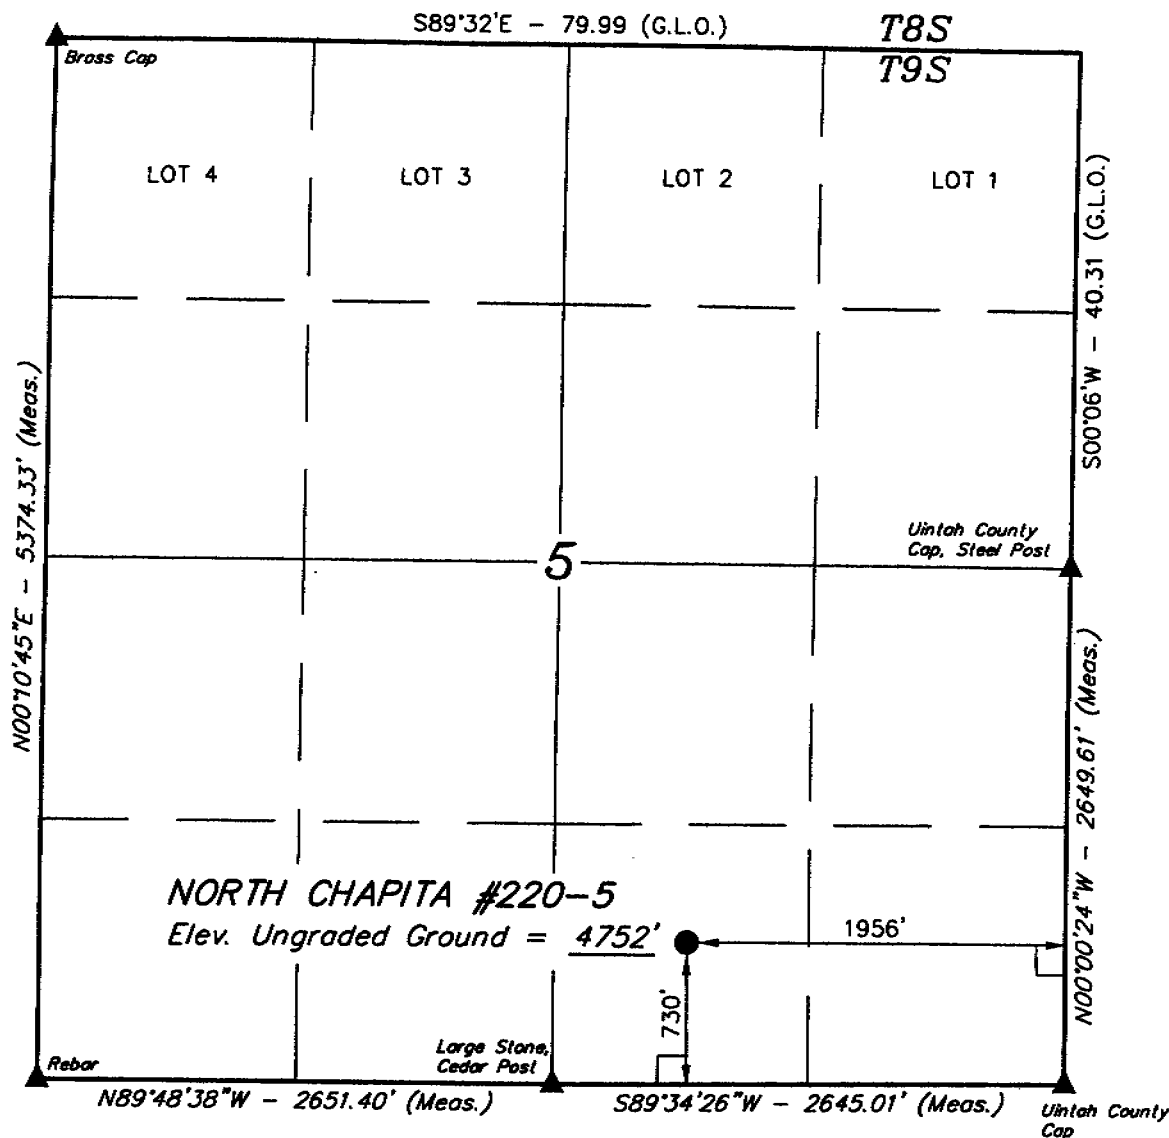 S89°32'E - 79.99 (G.L.O.)
T8S
T9S
Brass Cap
LOT 4
LOT 3
LOT 2
LOT 1
S00°06'W - 40.31 (G.L.O.)
N00°10'45"E - 5374.33' (Meas.)
Uintah County
Cap, Steel Post
5
N00°00'24"W - 2649.61' (Meas.)
NORTH CHAPITA #220-5
Elev. Ungraded Ground = 4752'
1956'
730'
Rebar
Large Stone,
Cedar Post
N89°48'38"W - 2651.40' (Meas.)
S89°34'26"W - 2645.01' (Meas.)
Uintah County
Cap